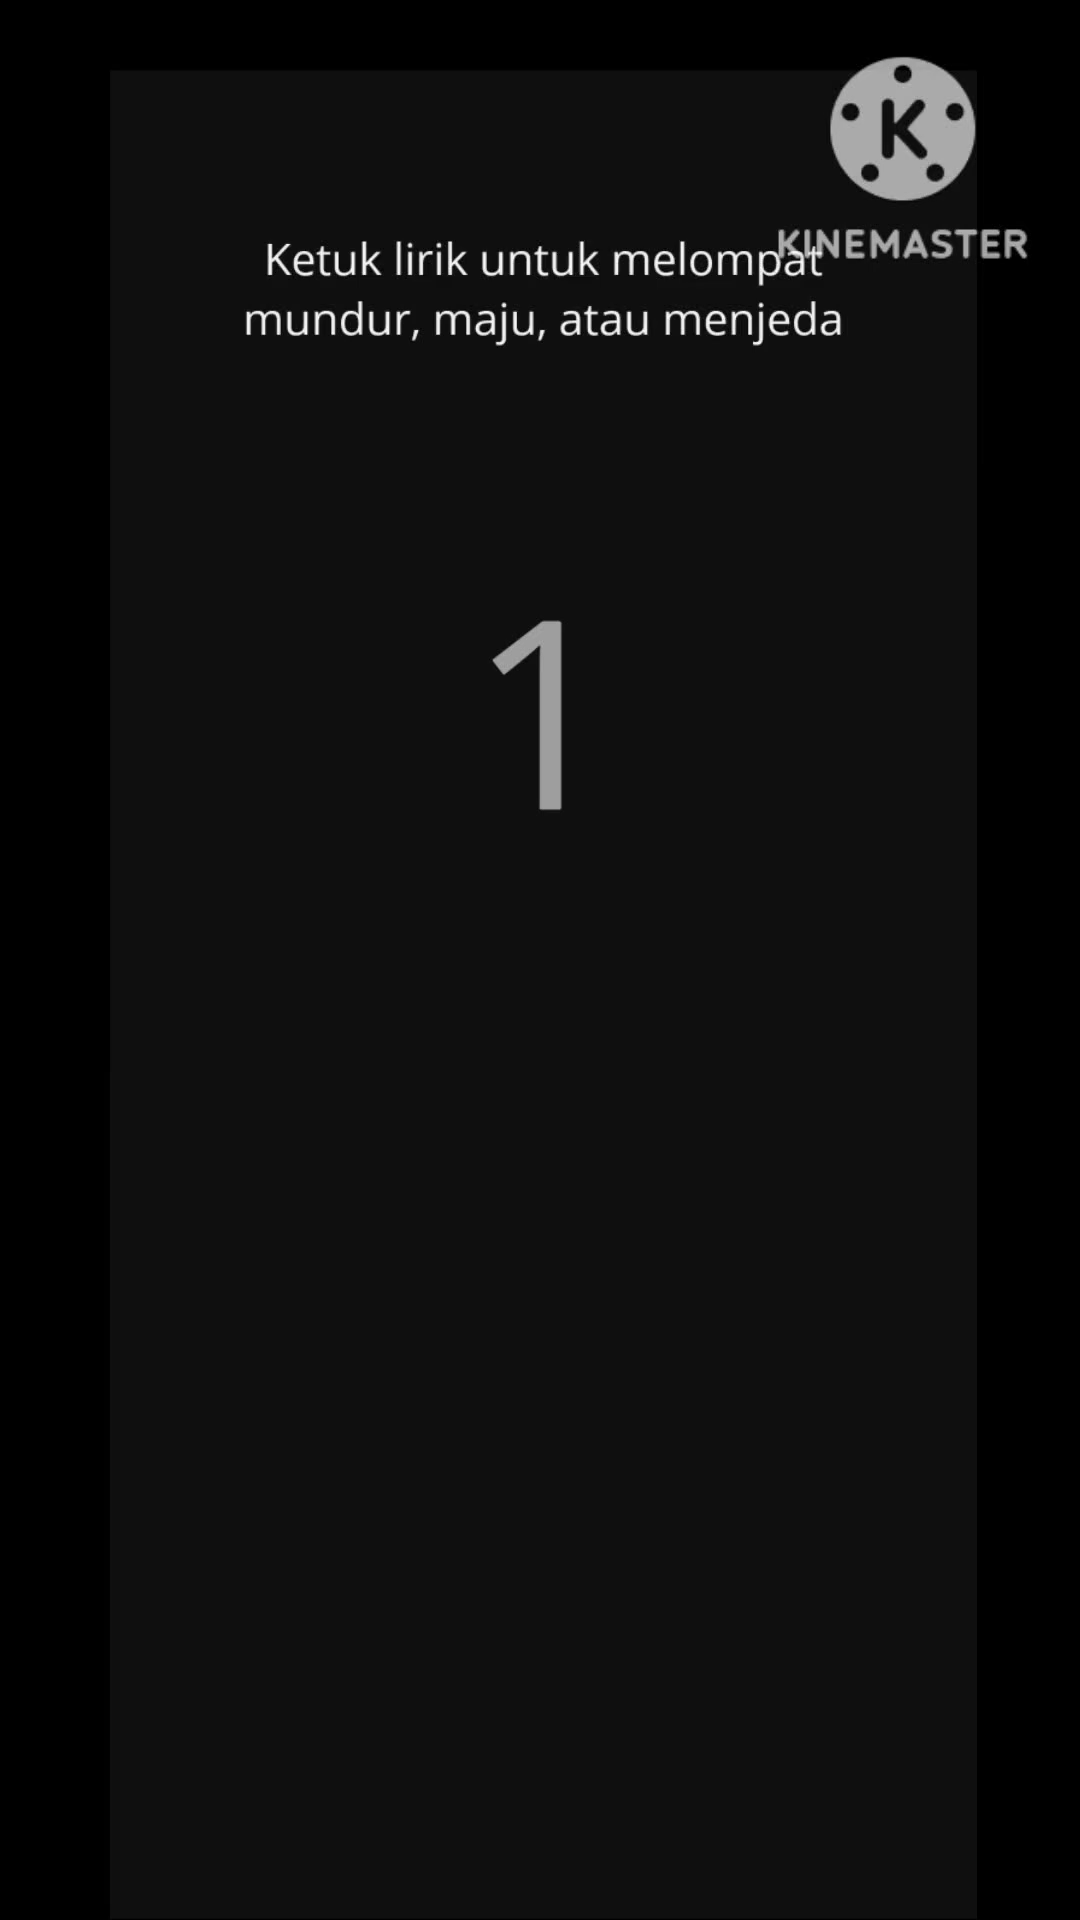 K
KINEMASTER
Ketuk lirik untuk melompat
mundur, maju, atau menjeda
1